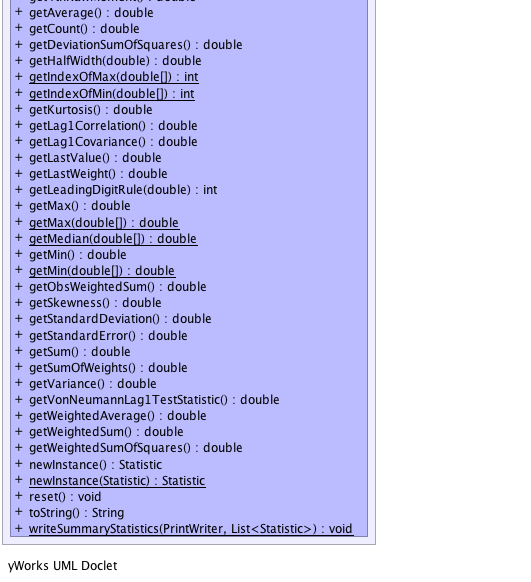 + getAverage() : double
+ getCount() : double
+ getDeviationSumOfSquares() : double
+ getHalfWidth(double) : double
+ getIndexOfMax(double[]) : int
+ getIndexOfMin(double[]) : int
+ getKurtosis() : double
+ getLag1Correlation() : double
+ getLag1Covariance() : double
+ getLastValue() : double
+ getLastWeight() : double
+ getLeadingDigitRule(double) : int
+ getMax() : double
+ getMax(double[]) : double
+ getMedian(double[]) : double
+ getMin() : double
+ getMin(double[]) : double
+ getObsWeightedSum() : double
+ getSkewness() : double
+ getStandardDeviation() : double
+ getStandardError() : double
+ getSum() : double
+ getSumOfWeights() : double
+ getVariance() : double
+ getVonNeumannLag1TestStatistic() : double
+ getWeightedAverage() : double
+ getWeightedSum() : double
+ getWeightedSumOfSquares() : double
+ newInstance() : Statistic
+ newInstance(Statistic) : Statistic
+ reset() : void
+ toString() : String
+ writeSummaryStatistics(PrintWriter, List<Statistic>) : void
yWorks UML Doclet